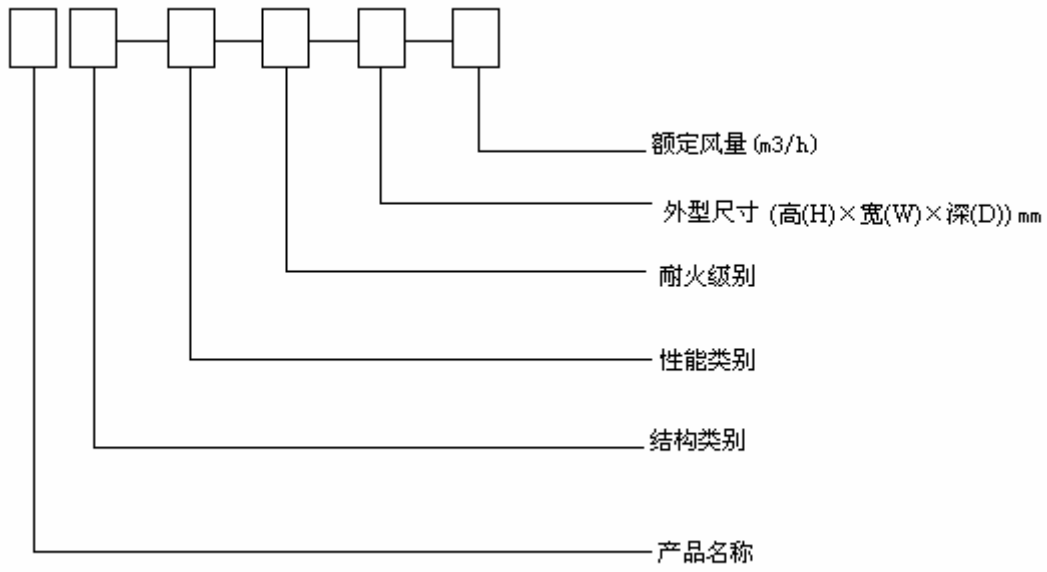 额定风量(m3/h)
外型尺寸 (高(H)×宽(W)×深(D)) mm
耐火级别
性能类别
结构类别
产品名称